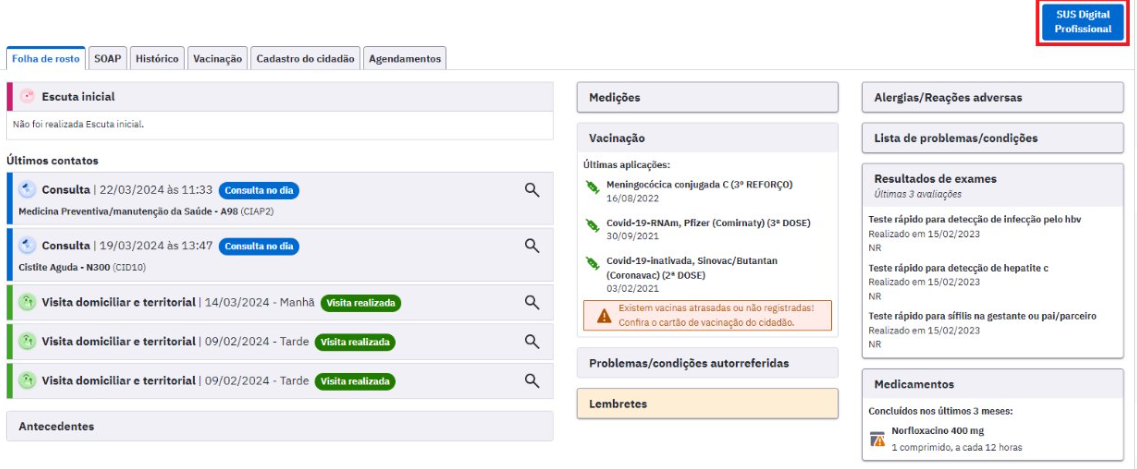 SUS Digital
Profissional
Folha de rosto
SOAP
Histórico
Vacinação
Cadastro do cidadão
Agendamentos
Escuta inicial
Não foi realizada Escuta inicial.
Últimos contatos
Consulta | 22/03/2024 às 11:33 Consulta no dia
Medicina Preventiva/manutenção da Saúde - A98 (CIAP2)
Consulta | 19/03/2024 às 13:47 Consulta no dia
Cistite Aguda - N300 (CID10)
Visita domiciliar e territorial | 14/03/2024 - Manhã Visita realizada
Visita domiciliar e territorial | 09/02/2024 - Tarde Visita realizada
Visita domiciliar e territorial | 09/02/2024 - Tarde Visita realizada
Antecedentes
Medições
Vacinação
Últimas aplicações:
Meningocócica conjugada C (3º REFORÇO)
16/08/2022
Covid-19-RNAm, Pfizer (Comirnaty) (3ª DOSE)
30/09/2021
Covid-19-inativada, Sinovac/Butantan
(Coronavac) (2ª DOSE)
03/02/2021
Existem vacinas atrasadas ou não registradas!
Confira o cartão de vacinação do cidadão.
Problemas/condições autorreferidas
Lembretes
Alergias/Reações adversas
Lista de problemas/condições
Resultados de exames
Últimas 3 avaliações
Teste rápido para detecção de infecção pelo hbv
Realizado em 15/02/2023
NR
Teste rápido para detecção de hepatite c
Realizado em 15/02/2023
NR
Teste rápido para sífilis na gestante ou pai/parceiro
Realizado em 15/02/2023
NR
Medicamentos
Concluídos nos últimos 3 meses:
Norfloxacino 400 mg
1 comprimido, a cada 12 horas